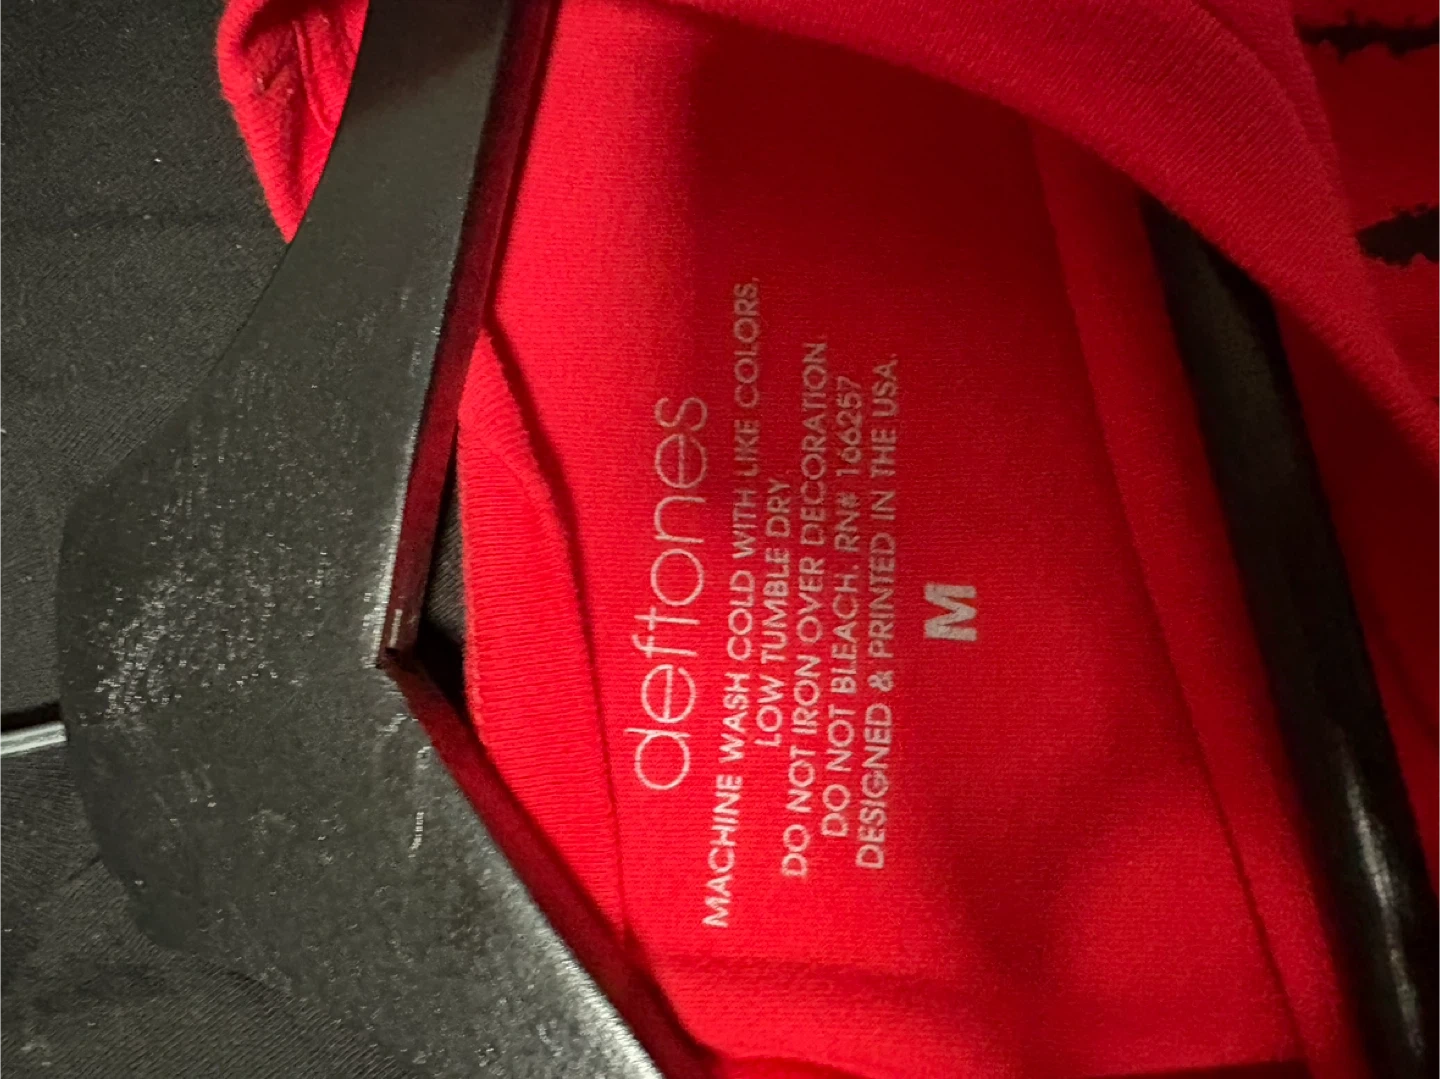 deftones
MACHINE WASH COLD WITH LIKE COLORS.
LOW TUMBLE DRY
DO NOT IRON OVER DECORATION.
DO NOT BLEACH. RN# 166257
DESIGNED & PRINTED IN THE USA.
M